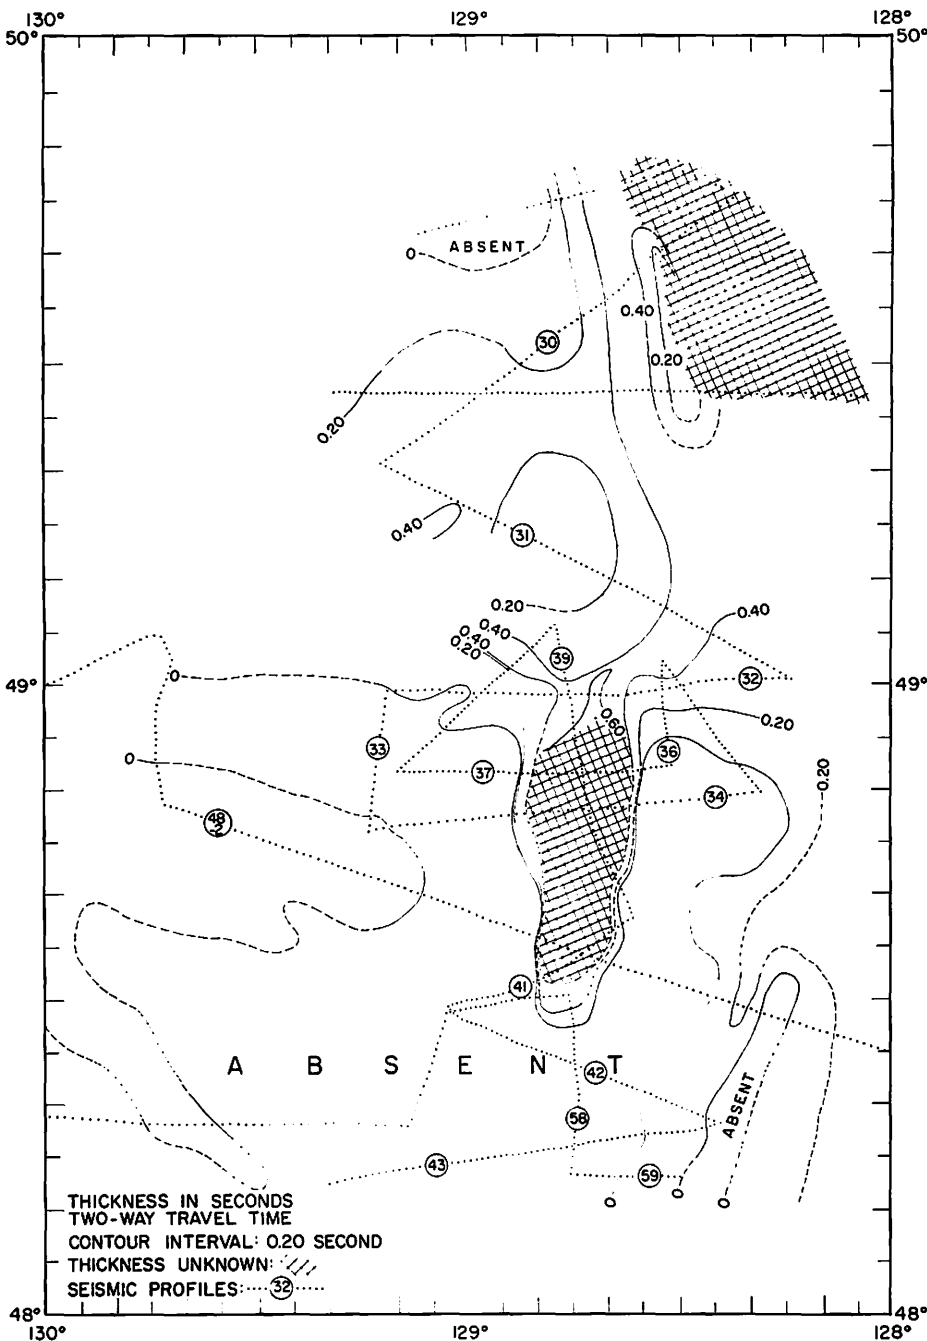 130° 129° 128°
50° 50°
ABSENT
0
0.40
30
0.20
0.20
0.40
31
0.20
0.40
0.40
0.40
0.20
39
49° 0 32 49°
0.60
0.20
33 36
0 37
0.20
34
48-2
41
A B S E N T
42
ABSENT
58
43
59
0 0 0
THICKNESS IN SECONDS
TWO-WAY TRAVEL TIME
CONTOUR INTERVAL: 0.20 SECOND
THICKNESS UNKNOWN:
SEISMIC PROFILES: 32
48° 48°
130° 129° 128°